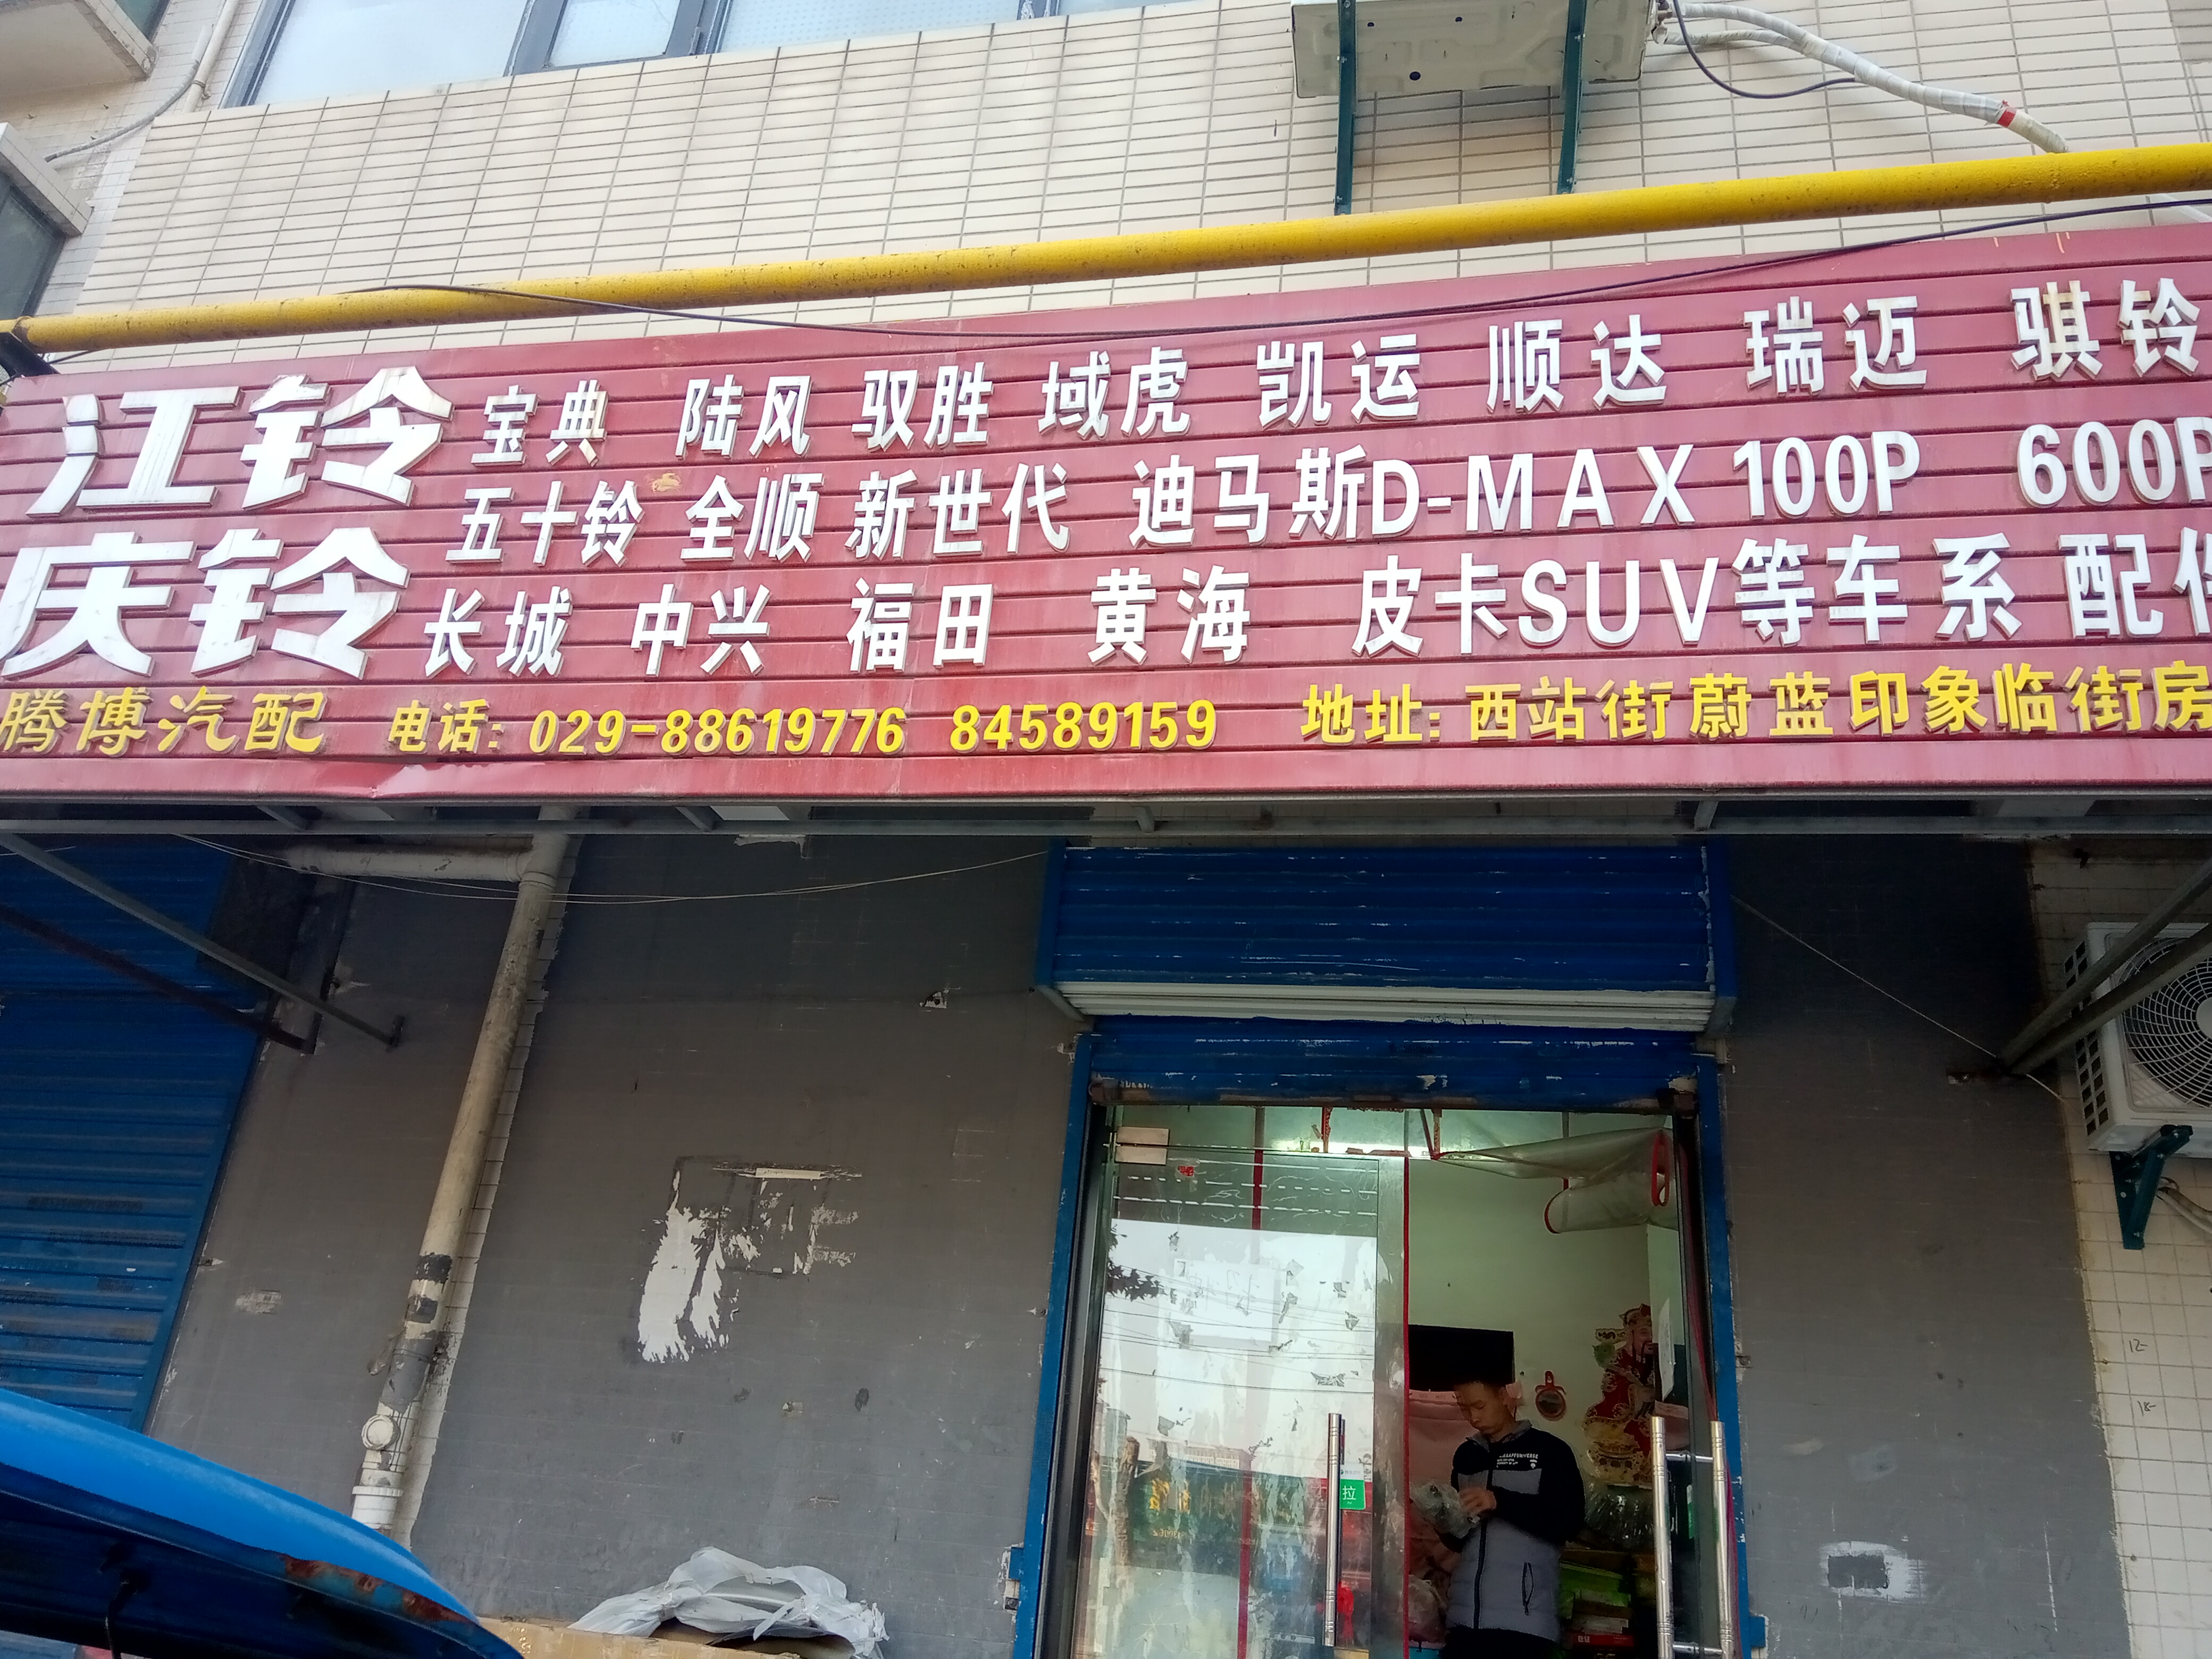 江铃 宝典 陆风 驭胜 域虎 凯运 顺达 瑞迈 骐铃
五十铃 全顺 新世代 迪马斯D-MAX 100P 600P
庆铃 长城 中兴 福田 黄海 皮卡SUV等车系 配件
腾博汽配 电话: 029-88619776 84589159 地址: 西站街蔚蓝印象临街房
拉